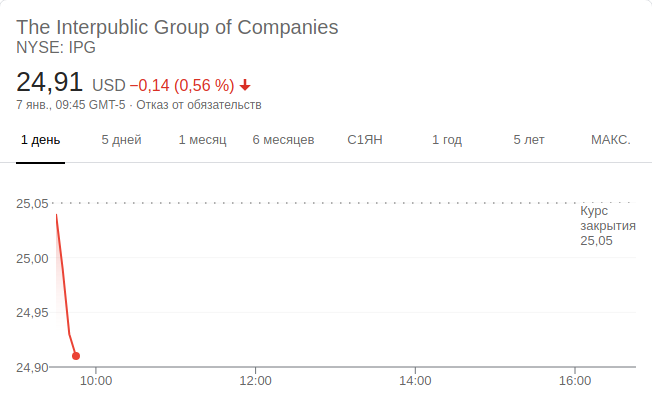 The Interpublic Group of Companies
NYSE: IPG
24,91 USD −0,14 (0,56 %)
7 янв., 09:45 GMT-5 · Отказ от обязательств
1 день 5 дней 1 месяц 6 месяцев С1ЯН 1 год 5 лет МАКС.
25,05
Курс
закрытия
25,05
25,00
24,95
24,90
10:00 12:00 14:00 16:00